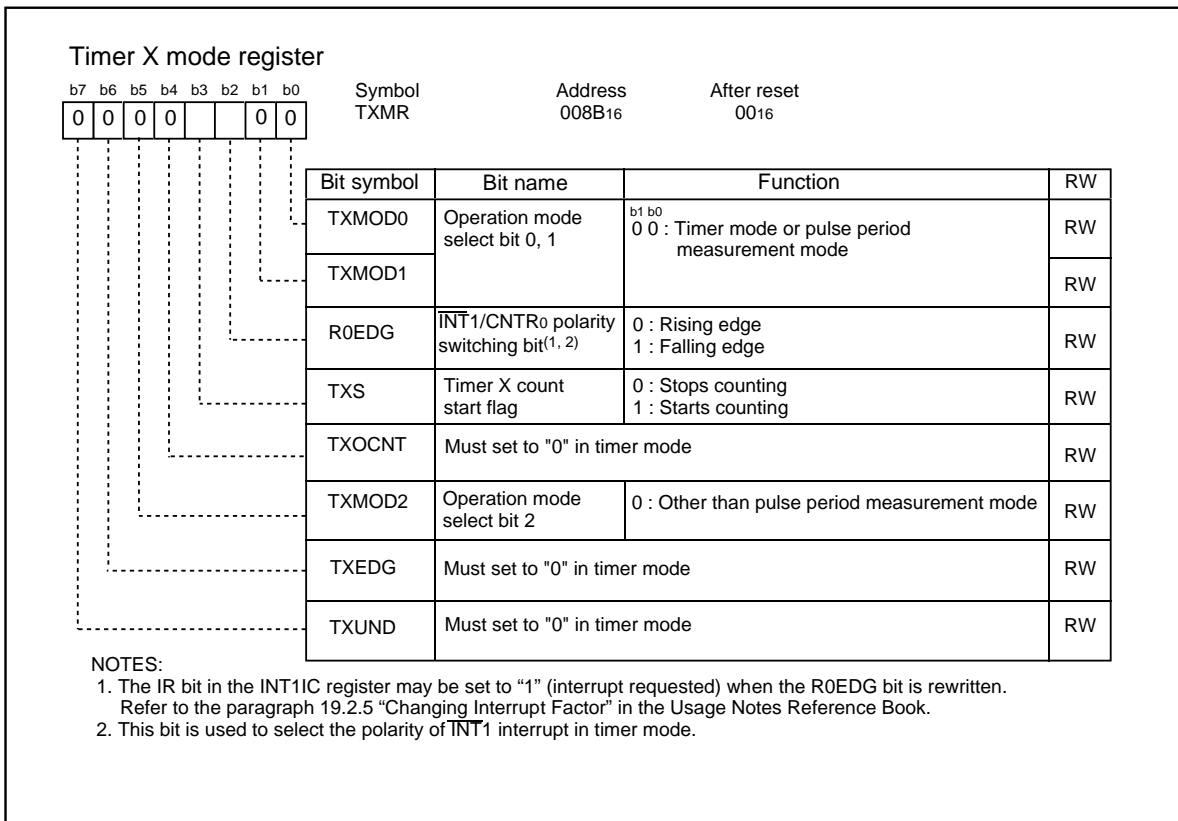 Timer X mode register
b7 b6 b5 b4 b3 b2 b1 b0
Symbol Address After reset
0 0 0 0 0 0
TXMR 008B16 0016
Bit symbol Bit name Function RW
TXMOD0 Operation mode select bit 0, 1 b1 b0
0 0 : Timer mode or pulse period measurement mode RW
TXMOD1 RW
R0EDG INT1/CNTR0 polarity 0 : Rising edge RW
switching bit(1, 2) 1 : Falling edge
TXS Timer X count 0 : Stops counting RW
start flag 1 : Starts counting
TXOCNT Must set to "0" in timer mode RW
TXMOD2 Operation mode 0 : Other than pulse period measurement mode RW
select bit 2
TXEDG Must set to "0" in timer mode RW
TXUND Must set to "0" in timer mode RW
NOTES:
1. The IR bit in the INT1IC register may be set to “1” (interrupt requested) when the R0EDG bit is rewritten.
Refer to the paragraph 19.2.5 “Changing Interrupt Factor” in the Usage Notes Reference Book.
2. This bit is used to select the polarity of INT1 interrupt in timer mode.